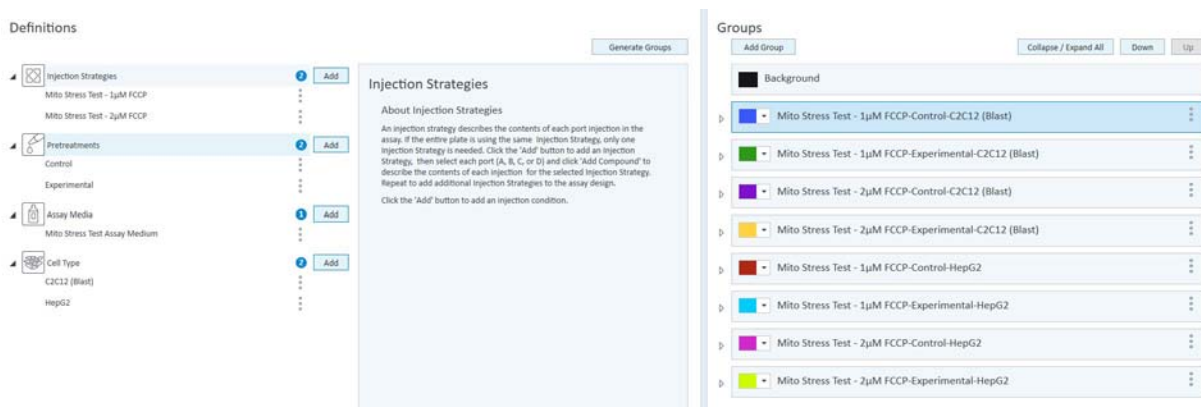 Definitions
Generate Groups
Injection Strategies 2 Add
Mito Stress Test - 1µM FCCP
Mito Stress Test - 2µM FCCP
Pretreatments 2 Add
Control
Experimental
Assay Media 1 Add
Mito Stress Test Assay Medium
Cell Type 2 Add
C2C12 (Blast)
HepG2
Injection Strategies
About Injection Strategies
An injection strategy describes the contents of each port injection in the
assay. If the entire plate is using the same Injection Strategy, only one
Injection Strategy is needed. Click the 'Add' button to add an Injection
Strategy, then select each port (A, B, C, or D) and click 'Add Compound' to
describe the contents of each injection for the selected Injection Strategy.
Repeat to add additional Injection Strategies to the assay design.
Click the 'Add' button to add an injection condition.
Groups
Add Group Collapse / Expand All Down Up
Background
Mito Stress Test - 1µM FCCP-Control-C2C12 (Blast)
Mito Stress Test - 1µM FCCP-Experimental-C2C12 (Blast)
Mito Stress Test - 2µM FCCP-Control-C2C12 (Blast)
Mito Stress Test - 2µM FCCP-Experimental-C2C12 (Blast)
Mito Stress Test - 1µM FCCP-Control-HepG2
Mito Stress Test - 1µM FCCP-Experimental-HepG2
Mito Stress Test - 2µM FCCP-Control-HepG2
Mito Stress Test - 2µM FCCP-Experimental-HepG2